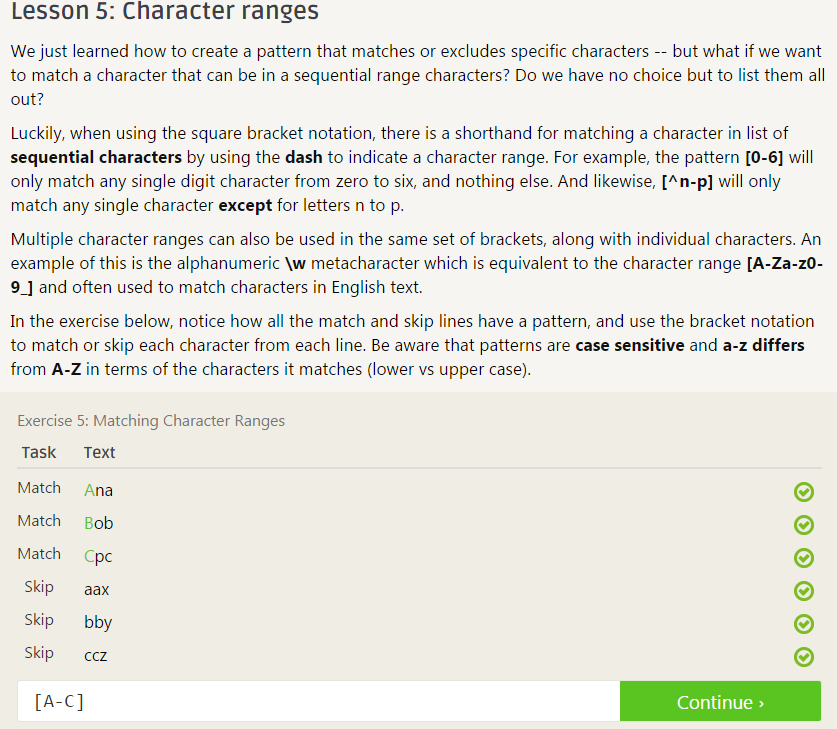 Lesson 5: Character ranges
We just learned how to create a pattern that matches or excludes specific characters -- but what if we want
to match a character that can be in a sequential range characters? Do we have no choice but to list them all
out?
Luckily, when using the square bracket notation, there is a shorthand for matching a character in list of
sequential characters by using the dash to indicate a character range. For example, the pattern [0-6] will
only match any single digit character from zero to six, and nothing else. And likewise, [^n-p] will only
match any single character except for letters n to p.
Multiple character ranges can also be used in the same set of brackets, along with individual characters. An
example of this is the alphanumeric \w metacharacter which is equivalent to the character range [A-Za-z0-
9_] and often used to match characters in English text.
In the exercise below, notice how all the match and skip lines have a pattern, and use the bracket notation
to match or skip each character from each line. Be aware that patterns are case sensitive and a-z differs
from A-Z in terms of the characters it matches (lower vs upper case).
Exercise 5: Matching Character Ranges
Task Text
Match Ana
Match Bob
Match Cpc
Skip aax
Skip bby
Skip ccz
[A-C] Continue ›